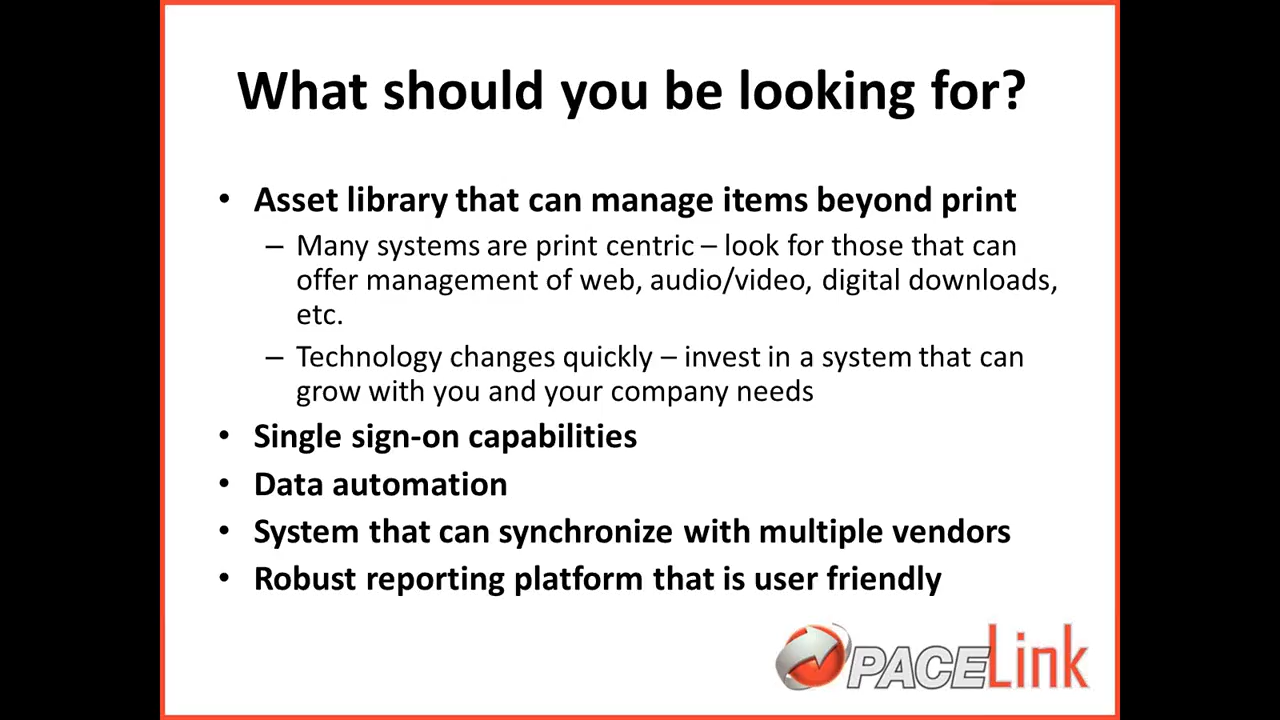 What should you be looking for?
• Asset library that can manage items beyond print
– Many systems are print centric – look for those that can
offer management of web, audio/video, digital downloads,
etc.
– Technology changes quickly – invest in a system that can
grow with you and your company needs
• Single sign-on capabilities
• Data automation
• System that can synchronize with multiple vendors
• Robust reporting platform that is user friendly
PACELink